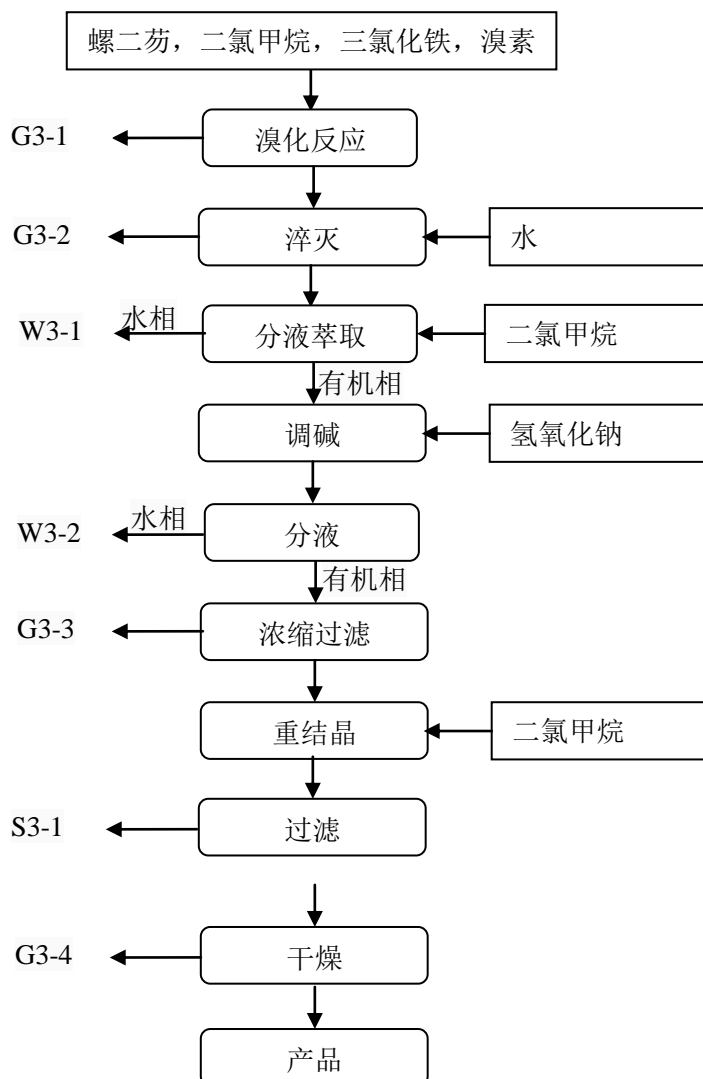 螺二芴，二氯甲烷，三氯化铁，溴素
G3-1
溴化反应
G3-2
淬灭
水
W3-1
水相
分液萃取
二氯甲烷
有机相
调碱
氢氧化钠
W3-2
水相
分液
有机相
G3-3
浓缩过滤
重结晶
二氯甲烷
S3-1
过滤
G3-4
干燥
产品